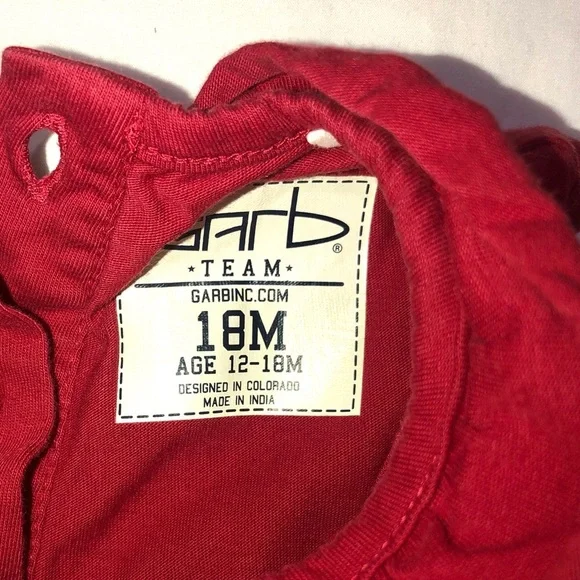 Garb®
★TEAM★
GARBINC.COM
18M
AGE 12-18M
DESIGNED IN COLORADO
MADE IN INDIA